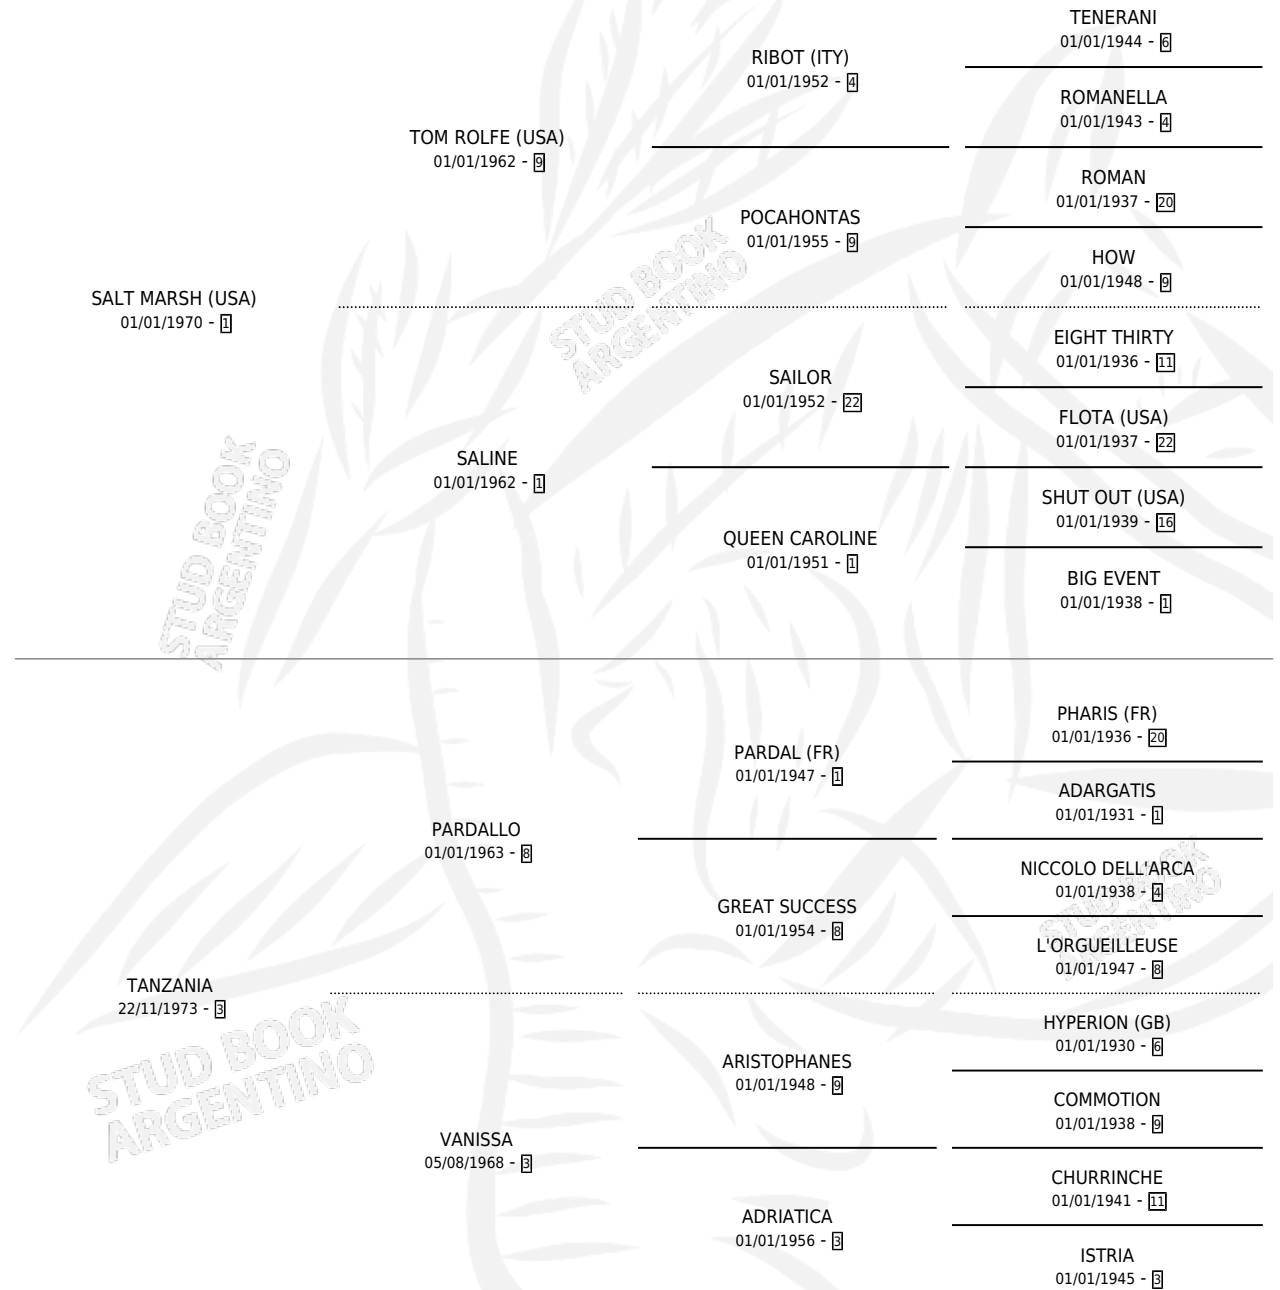 TENERANI
01/01/1944 - 6
RIBOT (ITY)
01/01/1952 - 4
ROMANELLA
01/01/1943 - 4
TOM ROLFE (USA)
01/01/1962 - 9
ROMAN
01/01/1937 - 20
POCAHONTAS
01/01/1955 - 9
HOW
01/01/1948 - 9
SALT MARSH (USA)
01/01/1970 - 1
STUD BOOK
ARGENTINO
EIGHT THIRTY
01/01/1936 - 11
SAILOR
01/01/1952 - 22
FLOTA (USA)
01/01/1937 - 22
SALINE
01/01/1962 - 1
SHUT OUT (USA)
01/01/1939 - 16
QUEEN CAROLINE
01/01/1951 - 1
BIG EVENT
01/01/1938 - 1
STUD BOOK
ARGENTINO
PHARIS (FR)
01/01/1936 - 20
PARDAL (FR)
01/01/1947 - 1
ADARGATIS
01/01/1931 - 1
PARDALLO
01/01/1963 - 8
NICCOLO DELL'ARCA
01/01/1938 - 4
GREAT SUCCESS
01/01/1954 - 8
STUD BOOK
ARGENTINO
L'ORGUEILLEUSE
01/01/1947 - 8
TANZANIA
22/11/1973 - 3
HYPERION (GB)
01/01/1930 - 6
ARISTOPHANES
01/01/1948 - 9
COMMOTION
01/01/1938 - 9
STUD BOOK
ARGENTINO
VANISSA
05/08/1968 - 3
CHURRINCHE
01/01/1941 - 11
ADRIATICA
01/01/1956 - 3
ISTRIA
01/01/1945 - 3